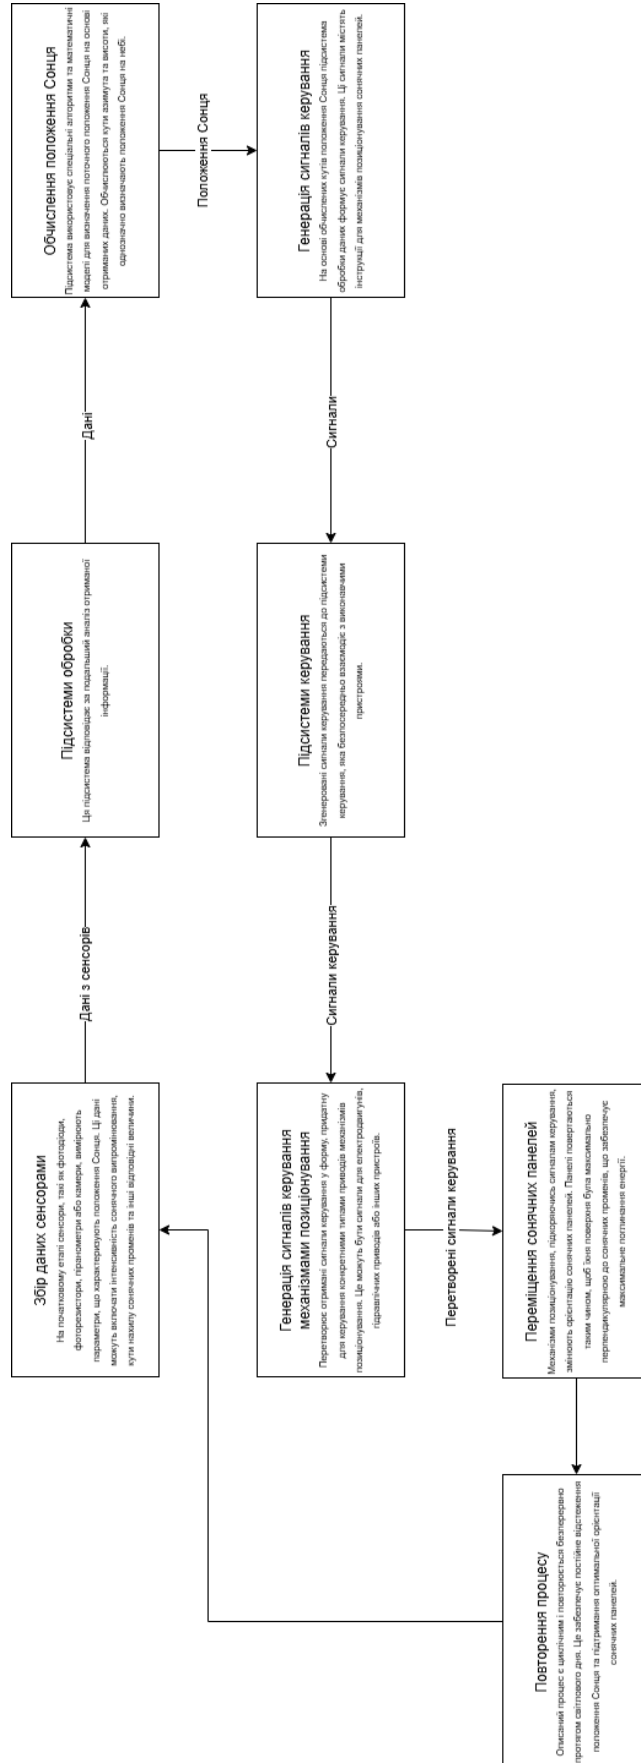 Збір даних сенсорами
На початковому етапі сенсори, такі як фотодіоди,
фоторезистори, піранометри або камери, вимірюють
параметри, що характеризують положення Сонця. Ці дані
можуть включати інтенсивність сонячного випромінювання,
кути нахилу сонячних променів та інші відповідні величини.
Дані з сенсорів
Підсистеми обробки
Ця підсистема відповідає за подальший аналіз отриманої
інформації.
Дані
Обчислення положення Сонця
Підсистема використовує спеціальні алгоритми та математичні
моделі для визначення поточного положення Сонця на основі
отриманих даних. Обчислюються кути азимута та висоти, які
однозначно визначають положення Сонця на небі.
Положення Сонця
Генерація сигналів керування
На основі обчислених кутів положення Сонця підсистема
обробки даних формує сигнали керування. Ці сигнали містять
інструкції для механізмів позиціонування сонячних панелей.
Сигнали
Підсистеми керування
Згенеровані сигнали керування передаються до підсистеми
керування, яка безпосередньо взаємодіє з виконавчими
пристроями.
Сигнали керування
Генерація сигналів керування
механізмами позиціонування
Перетворює отримані сигнали керування у форму, придатну
для керування конкретними типами приводів механізмів
позиціонування. Це можуть бути сигнали для електродвигунів,
гідравлічних приводів або інших пристроїв.
Перетворені сигнали керування
Переміщення сонячних панелей
Механізми позиціонування, підкоряючись сигналам керування,
змінюють орієнтацію сонячних панелей. Панелі повертаються
таким чином, щоб їхня поверхня була максимально
перпендикулярною до сонячних променів, що забезпечує
максимальне поглинання енергії.
Повторення процесу
Описаний процес є циклічним і повторюється безперервно
протягом світлового дня. Це забезпечує постійне відстеження
положення Сонця та підтримання оптимальної орієнтації
сонячних панелей.